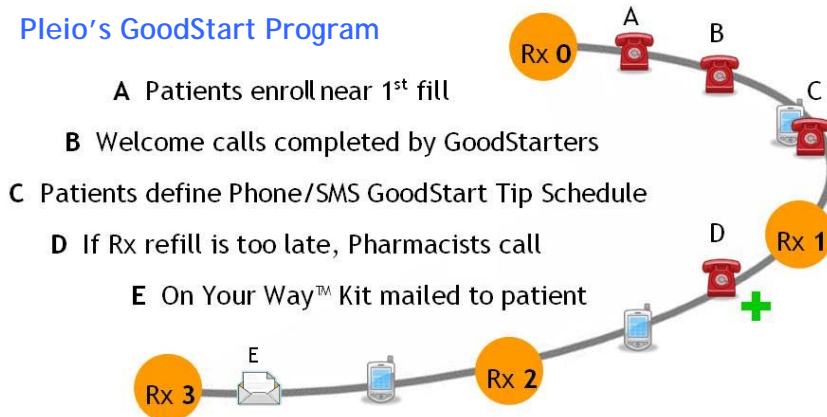 Pleio's GoodStart Program
A Patients enroll near 1st fill
B Welcome calls completed by GoodStarters
C Patients define Phone/SMS GoodStart Tip Schedule
D If Rx refill is too late, Pharmacists call
E On Your Way™ Kit mailed to patient
Rx 0
A
B
C
Rx 1
D
Rx 2
E
Rx 3